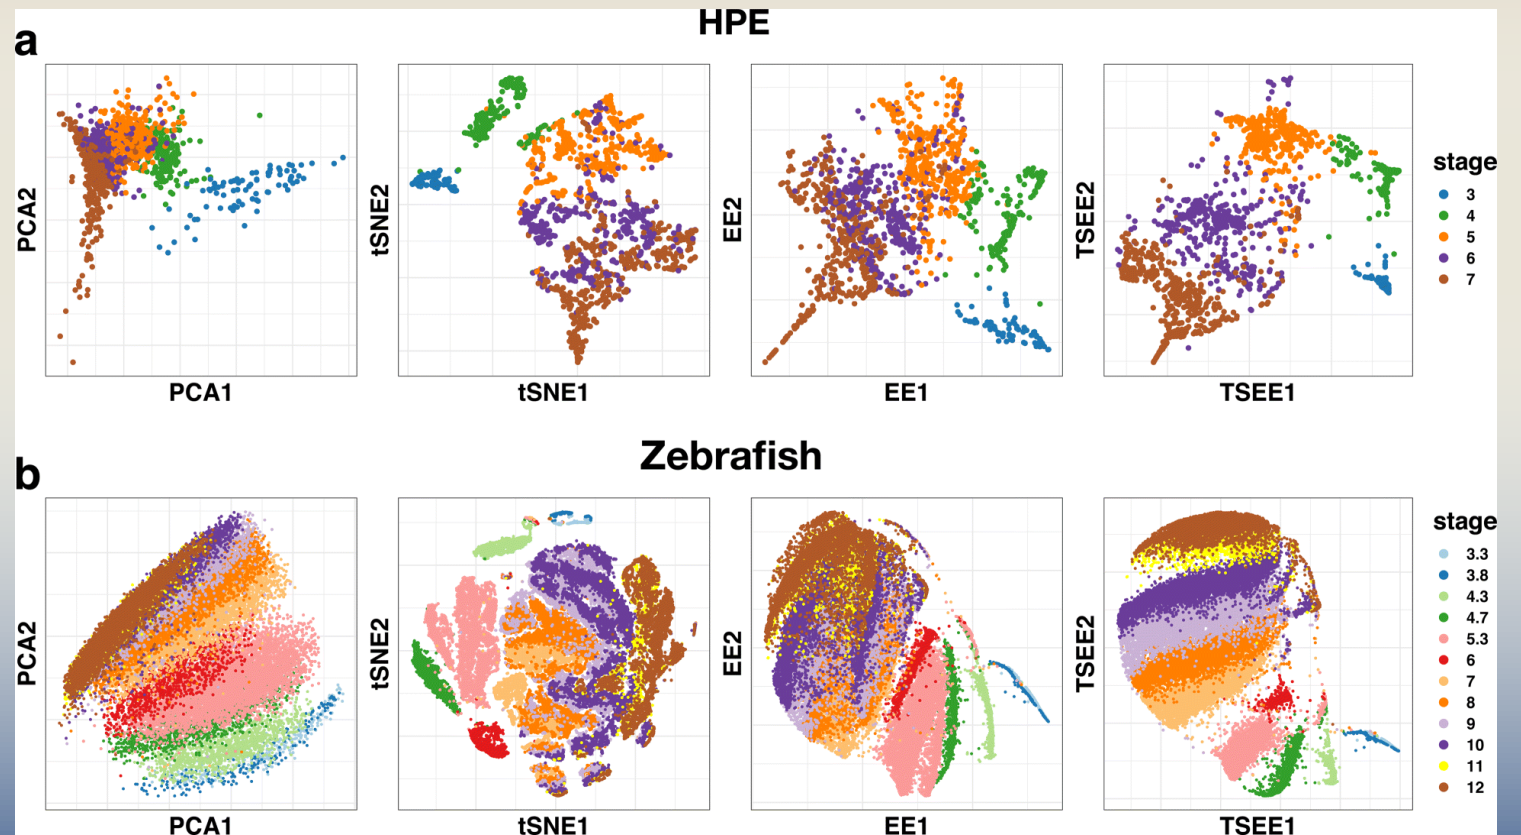 HPE
a
PCA2
tSNE2
EE2
TSEE2
PCA1
tSNE1
EE1
TSEE1
stage
3
4
5
6
7
Zebrafish
b
PCA2
tSNE2
EE2
TSEE2
PCA1
tSNE1
EE1
TSEE1
stage
3.3
3.8
4.3
4.7
5.3
6
7
8
9
10
11
12